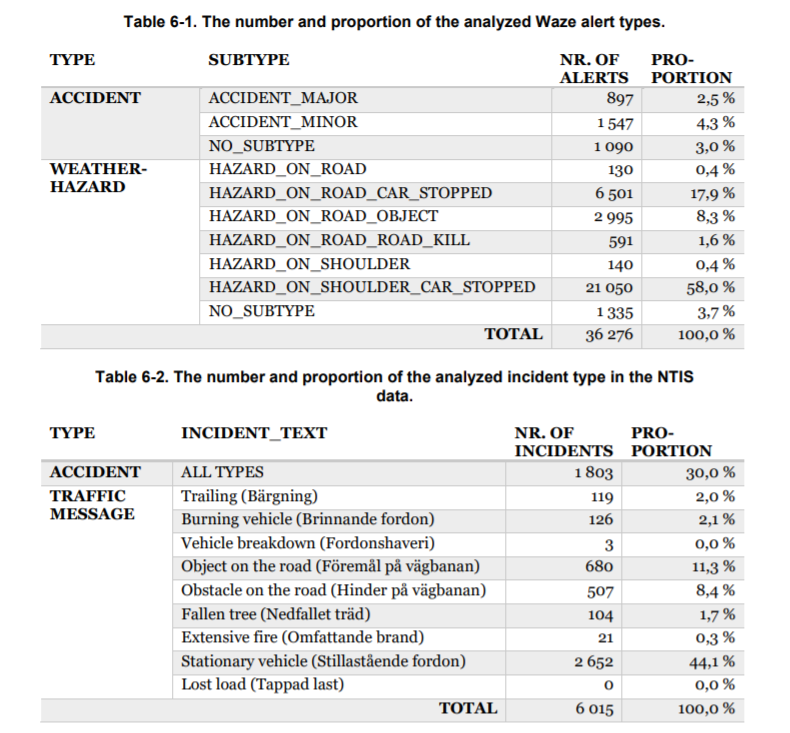 Table 6-1. The number and proportion of the analyzed Waze alert types.
TYPE SUBTYPE NR. OF ALERTS PRO-PORTION
ACCIDENT ACCIDENT_MAJOR 897 2,5 %
ACCIDENT_MINOR 1 547 4,3 %
NO_SUBTYPE 1 090 3,0 %
WEATHER-HAZARD HAZARD_ON_ROAD 130 0,4 %
HAZARD_ON_ROAD_CAR_STOPPED 6 501 17,9 %
HAZARD_ON_ROAD_OBJECT 2 995 8,3 %
HAZARD_ON_ROAD_ROAD_KILL 591 1,6 %
HAZARD_ON_SHOULDER 140 0,4 %
HAZARD_ON_SHOULDER_CAR_STOPPED 21 050 58,0 %
NO_SUBTYPE 1 335 3,7 %
TOTAL 36 276 100,0 %
Table 6-2. The number and proportion of the analyzed incident type in the NTIS
data.
TYPE INCIDENT_TEXT NR. OF INCIDENTS PRO-PORTION
ACCIDENT ALL TYPES 1 803 30,0 %
TRAFFIC MESSAGE Trailing (Bärgning) 119 2,0 %
Burning vehicle (Brinnande fordon) 126 2,1 %
Vehicle breakdown (Fordonshaveri) 3 0,0 %
Object on the road (Föremål på vägbanan) 680 11,3 %
Obstacle on the road (Hinder på vägbanan) 507 8,4 %
Fallen tree (Nedfallet träd) 104 1,7 %
Extensive fire (Omfattande brand) 21 0,3 %
Stationary vehicle (Stillastående fordon) 2 652 44,1 %
Lost load (Tappad last) 0 0,0 %
TOTAL 6 015 100,0 %